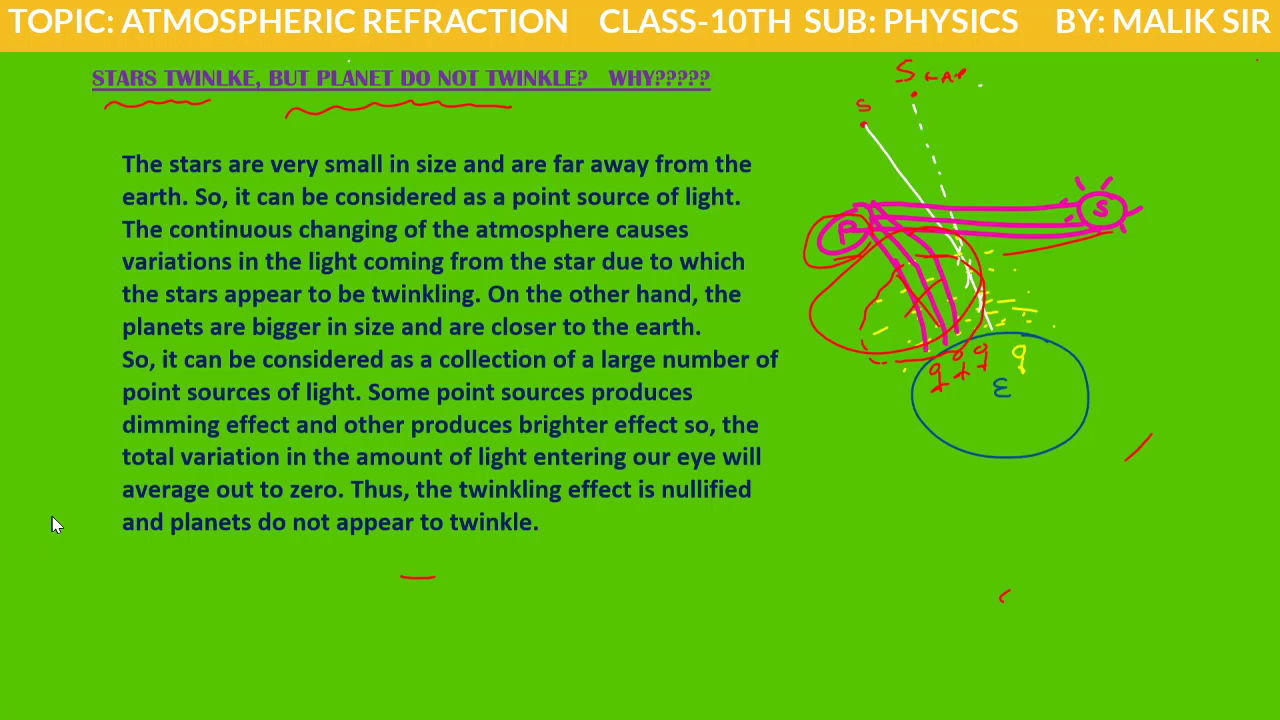 TOPIC: ATMOSPHERIC REFRACTION CLASS-10TH SUB: PHYSICS BY: MALIK SIR
STARS TWINLKE, BUT PLANET DO NOT TWINKLE? WHY?????
The stars are very small in size and are far away from the
earth. So, it can be considered as a point source of light.
The continuous changing of the atmosphere causes
variations in the light coming from the star due to which
the stars appear to be twinkling. On the other hand, the
planets are bigger in size and are closer to the earth.
So, it can be considered as a collection of a large number of
point sources of light. Some point sources produces
dimming effect and other produces brighter effect so, the
total variation in the amount of light entering our eye will
average out to zero. Thus, the twinkling effect is nullified
and planets do not appear to twinkle.
Star
S
S
P
E